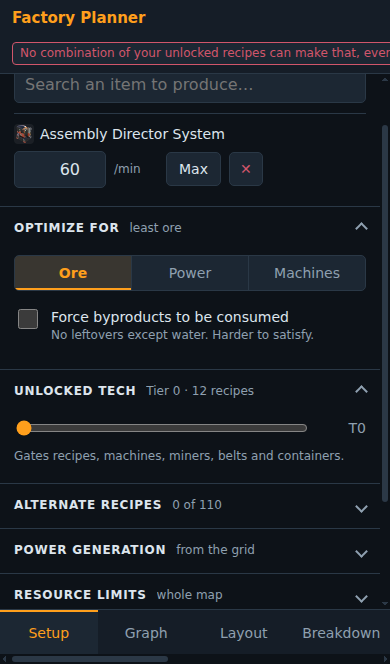 Factory Planner
No combination of your unlocked recipes can make that, ever
Search an item to produce…
Assembly Director System
60 /min Max ×
OPTIMIZE FOR least ore
Ore Power Machines
Force byproducts to be consumed
No leftovers except water. Harder to satisfy.
UNLOCKED TECH Tier 0 · 12 recipes
T0
Gates recipes, machines, miners, belts and containers.
ALTERNATE RECIPES 0 of 110
POWER GENERATION from the grid
RESOURCE LIMITS whole map
Setup Graph Layout Breakdown